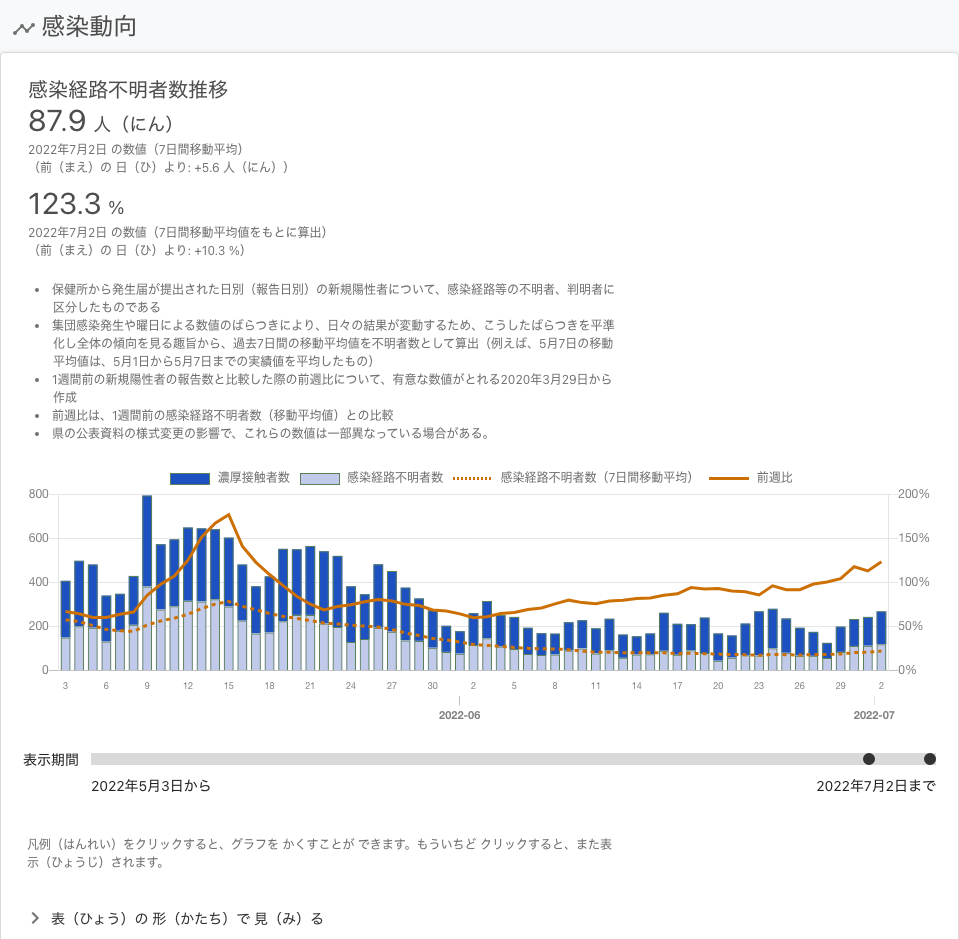 感染動向
感染経路不明者数推移
87.9 人（にん）
2022年7月2日 の数値（7日間移動平均）
（前（まえ）の 日（ひ）より: +5.6 人（にん））
123.3 %
2022年7月2日 の数値（7日間移動平均値をもとに算出）
（前（まえ）の 日（ひ）より: +10.3 %）
• 保健所から発生届が提出された日別（報告日別）の新規陽性者について、感染経路等の不明者、判明者に
区分したものである
• 集団感染発生や曜日による数値のばらつきにより、日々の結果が変動するため、こうしたばらつきを平準
化し全体の傾向を見る趣旨から、過去7日間の移動平均値を不明者数として算出（例えば、5月7日の移動
平均値は、5月1日から5月7日までの実績値を平均したもの）
• 1週間前の新規陽性者の報告数と比較した際の前週比について、有意な数値がとれる2020年3月29日から
作成
• 前週比は、1週間前の感染経路不明者数（移動平均値）との比較
• 県の公表資料の様式変更の影響で、これらの数値は一部異なっている場合がある。
濃厚接触者数 感染経路不明者数 感染経路不明者数（7日間移動平均） 前週比
800 200%
600 150%
400 100%
200 50%
0 0%
3 6 9 12 15 18 21 24 27 30 2 5 8 11 14 17 20 23 26 29 2
2022-06 2022-07
表示期間
2022年5月3日から 2022年7月2日まで
凡例（はんれい）をクリックすると、グラフを かくすことが できます。もういちど クリックすると、また表
示（ひょうじ）されます。
表（ひょう）の 形（かたち）で 見（み）る